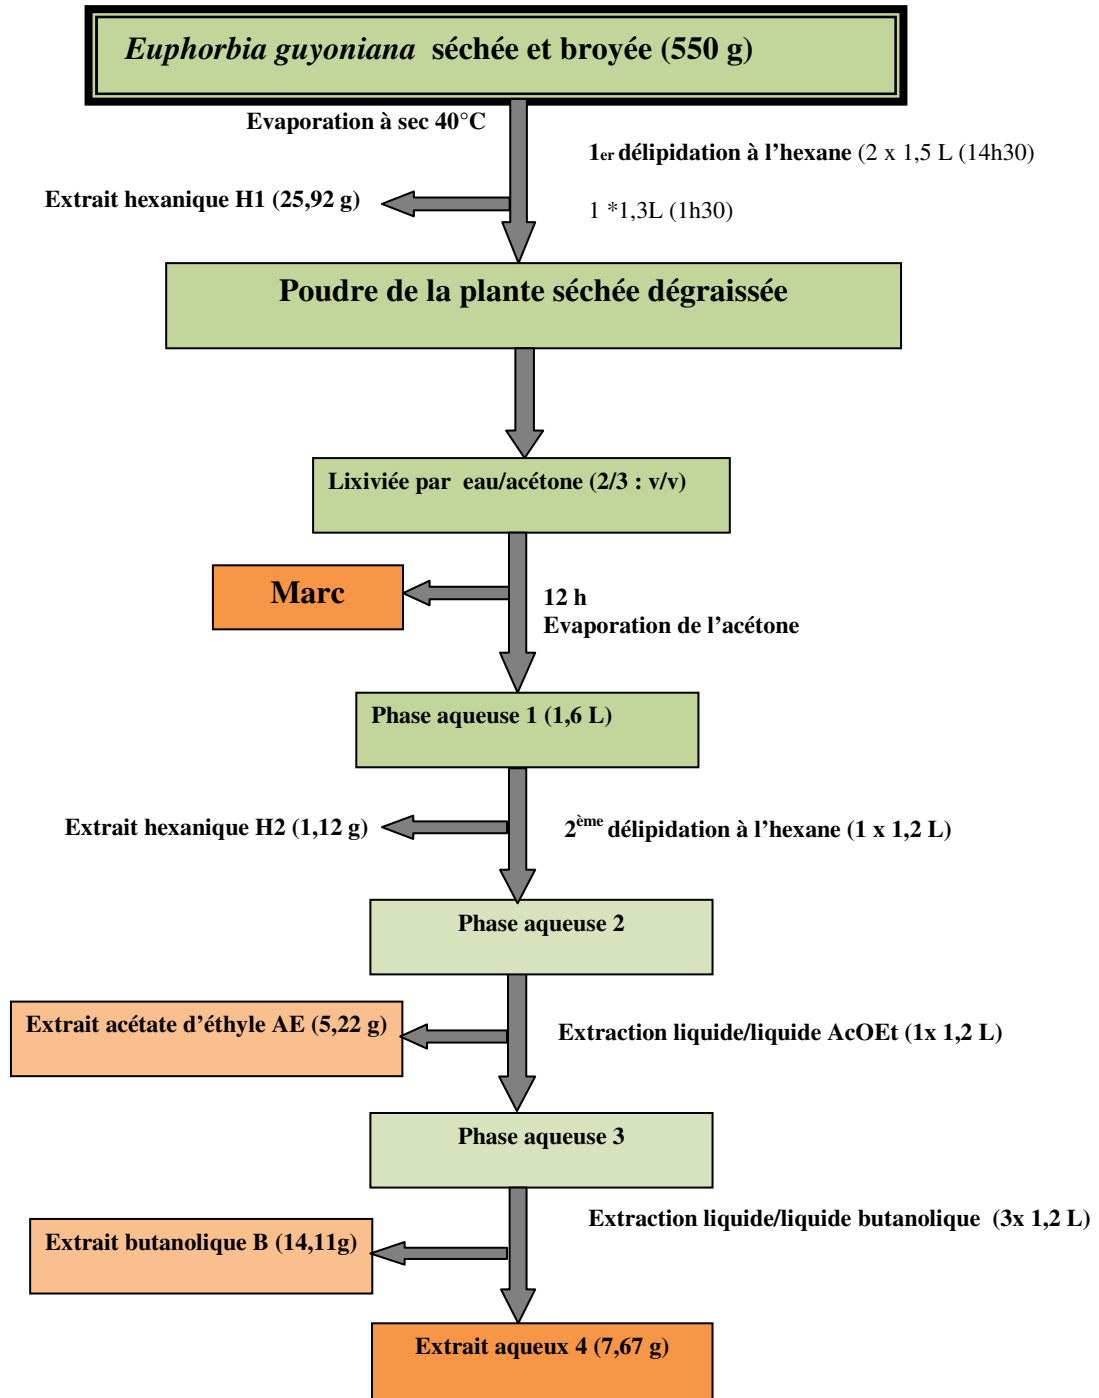 Euphorbia guyoniana séchée et broyée (550 g)
Evaporation à sec 40°C
1er délipidation à l'hexane (2 x 1,5 L (14h30)
Extrait hexanique H1 (25,92 g)
1 *1,3L (1h30)
Poudre de la plante séchée dégraissée
Lixiviée par eau/acétone (2/3 : v/v)
Marc
12 h
Evaporation de l'acétone
Phase aqueuse 1 (1,6 L)
Extrait hexanique H2 (1,12 g)
2ème délipidation à l'hexane (1 x 1,2 L)
Phase aqueuse 2
Extrait acétate d'éthyle AE (5,22 g)
Extraction liquide/liquide AcOEt (1x 1,2 L)
Phase aqueuse 3
Extraction liquide/liquide butanolique (3x 1,2 L)
Extrait butanolique B (14,11g)
Extrait aqueux 4 (7,67 g)